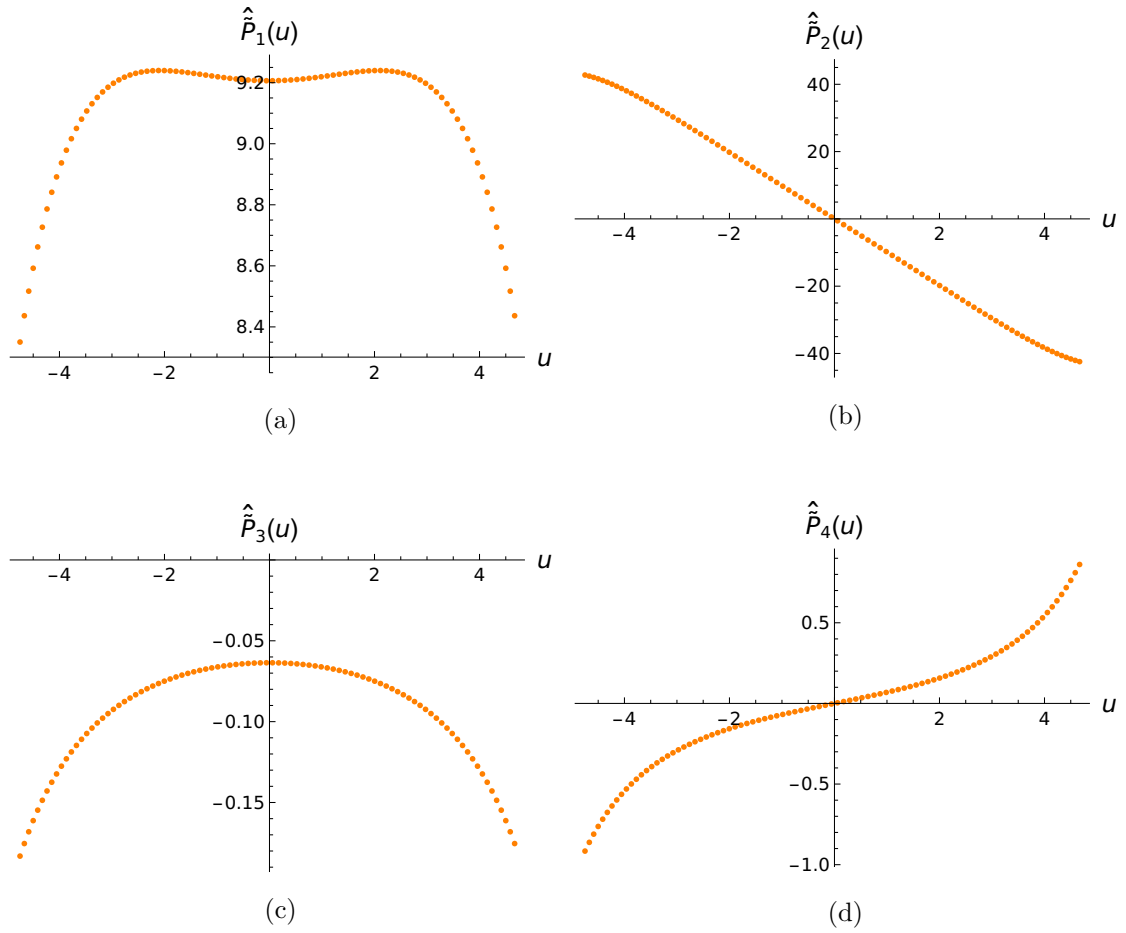 P̃̂₁(u)
9.2
9.0
8.8
8.6
8.4
−4 −2 2 4 u
(a)
P̃̂₂(u)
40
20
−4 −2 2 4 u
−20
−40
(b)
P̃̂₃(u)
−4 −2 2 4 u
−0.05
−0.10
−0.15
(c)
P̃̂₄(u)
0.5
−4 −2 2 4 u
−0.5
−1.0
(d)